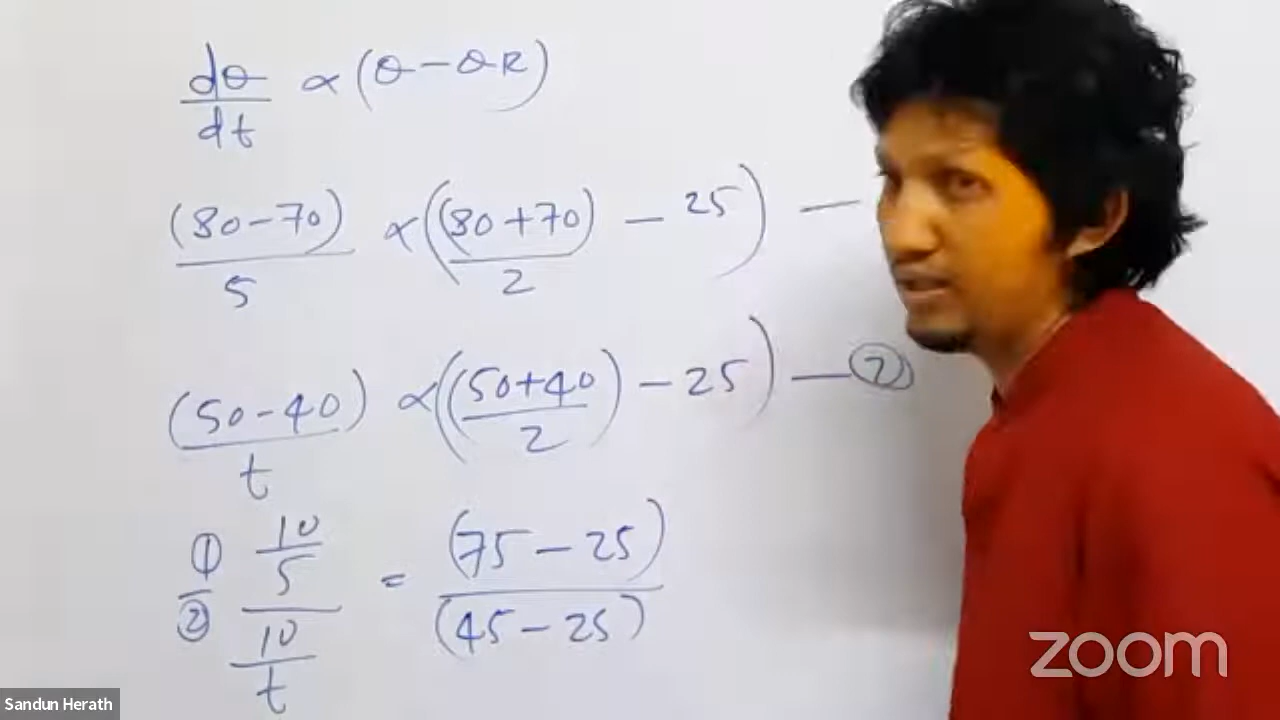 dθ/dt ∝ (θ - θR)
(80-70)/5 ∝ ((80+70)/2 - 25) —
(50-40)/t ∝ ((50+40)/2 - 25) — ②
①/② (10/5)/(10/t) = (75-25)/(45-25)
zoom
Sandun Herath